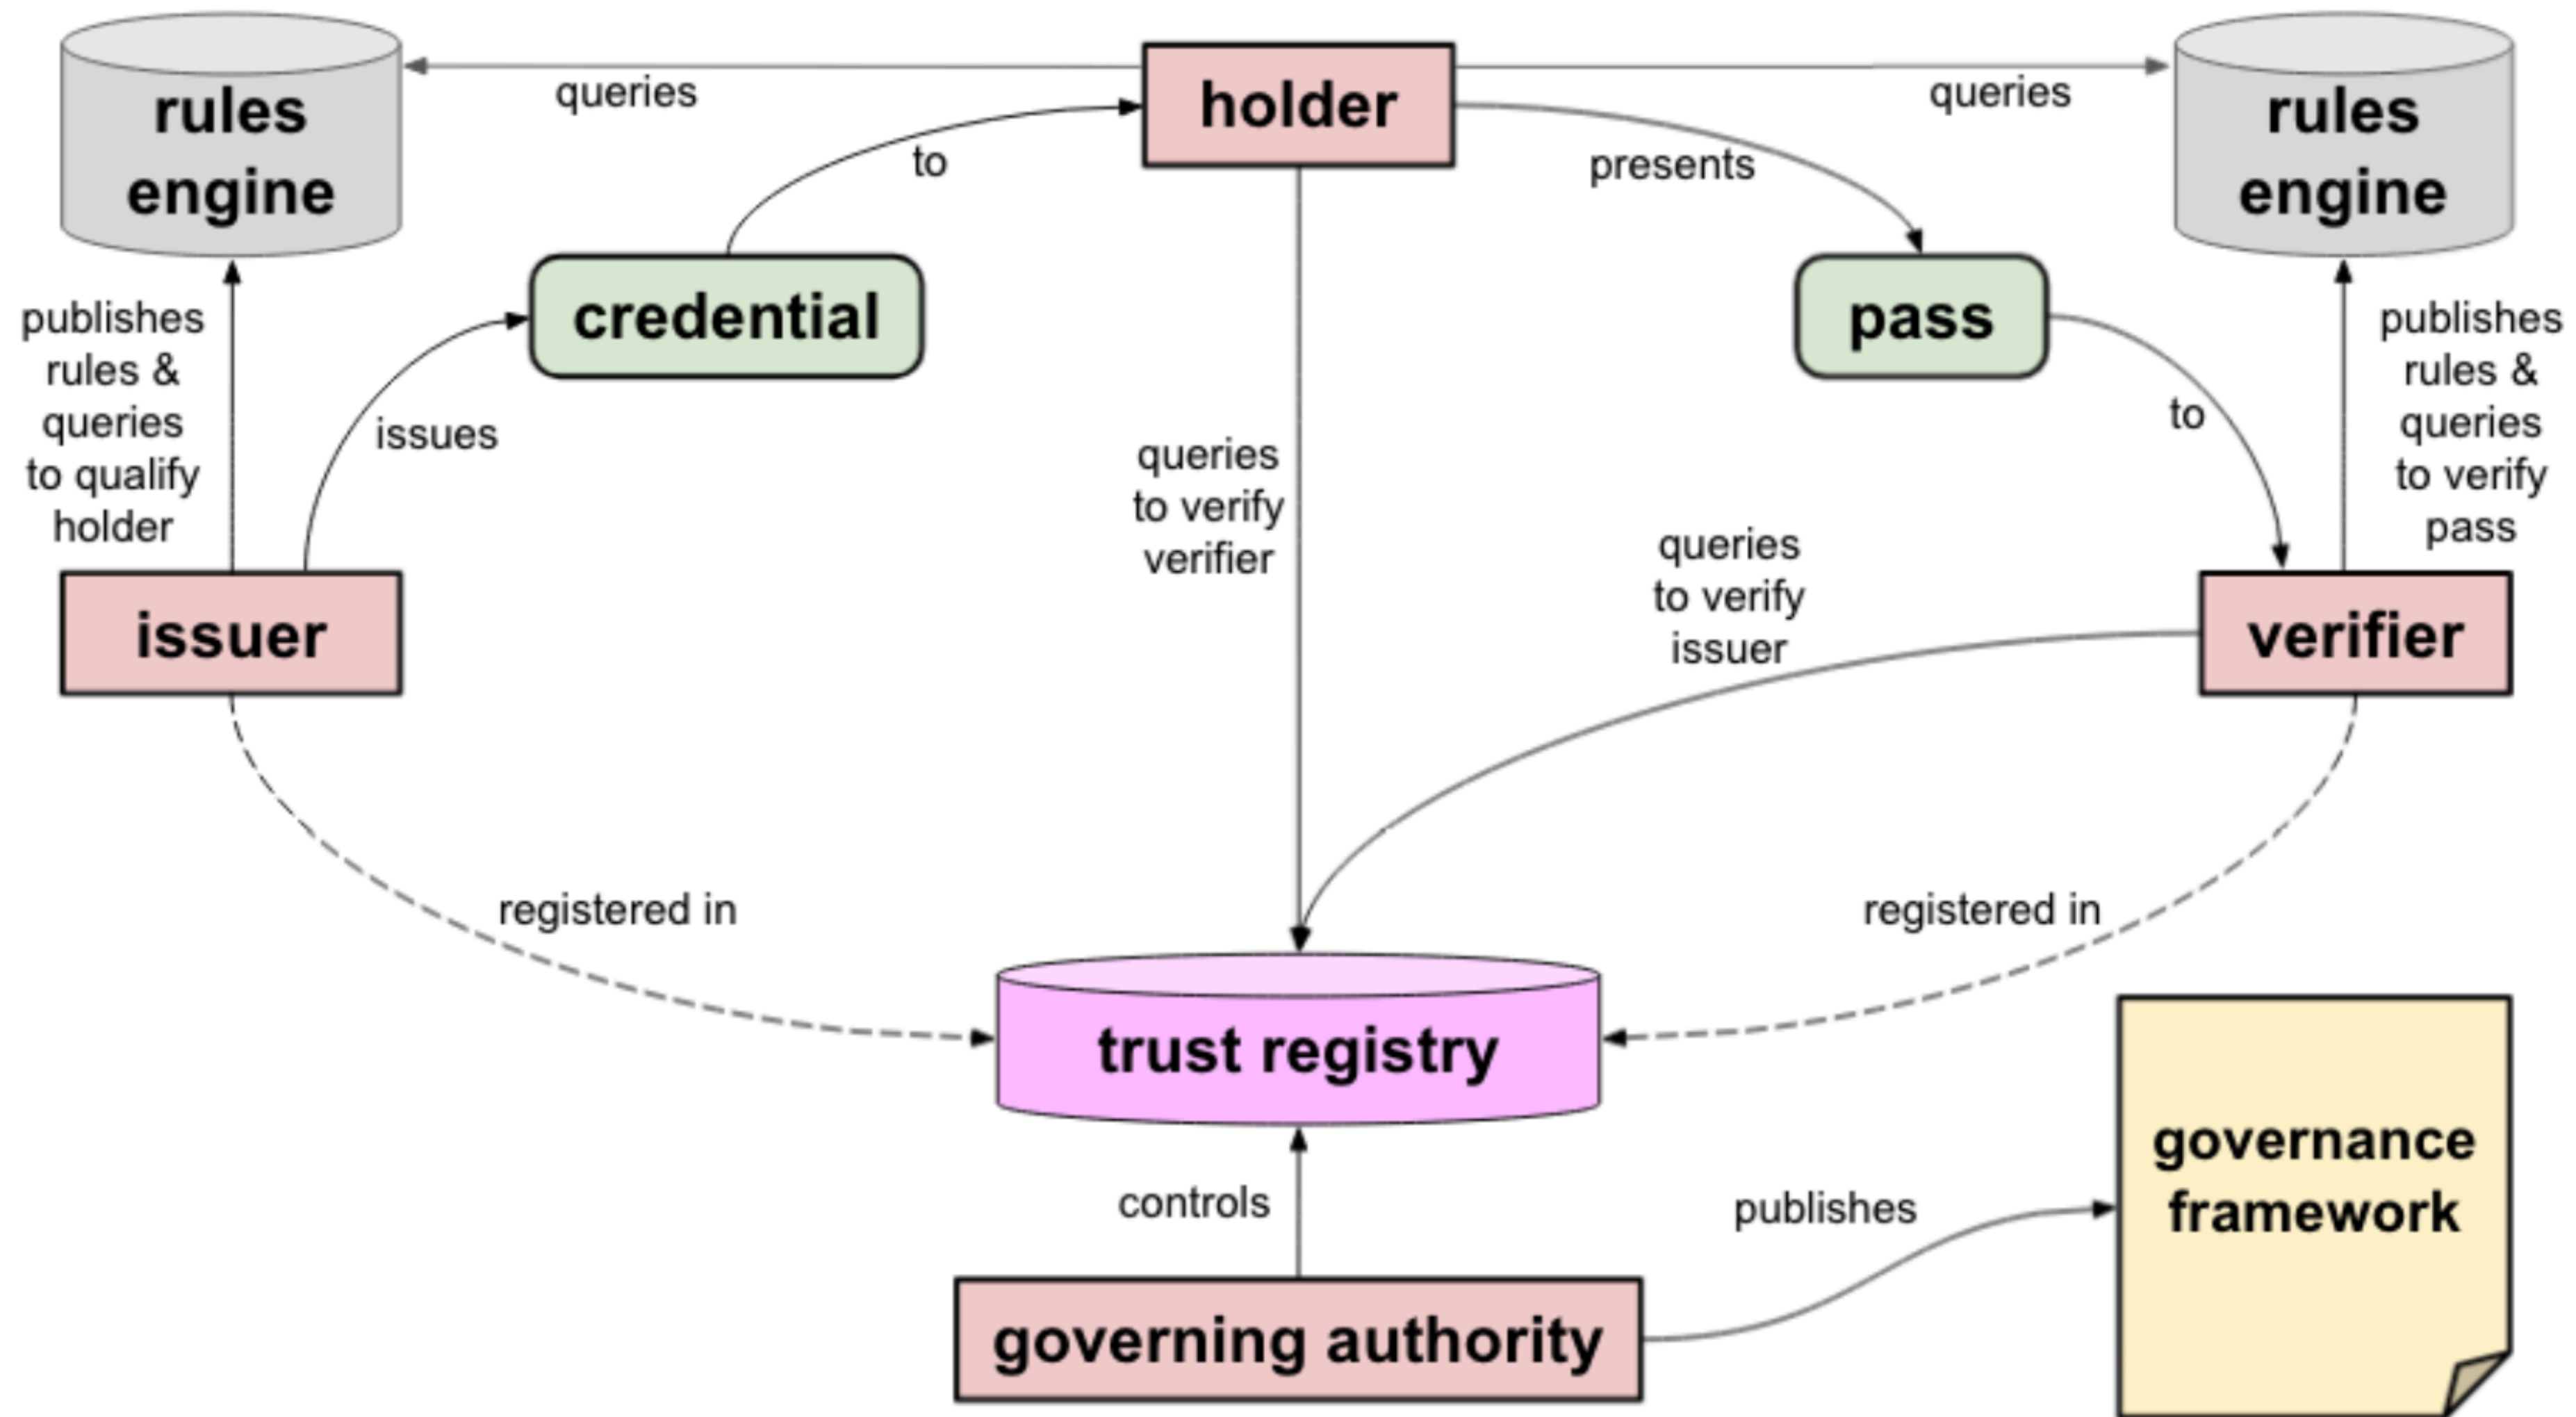 rules
engine
queries
holder
queries
rules
engine
to
presents
credential
pass
publishes
rules &
queries
to qualify
holder
issues
queries
to verify
verifier
to
publishes
rules &
queries
to verify
pass
queries
to verify
issuer
issuer
verifier
registered in
registered in
trust registry
governance
framework
controls
publishes
governing authority